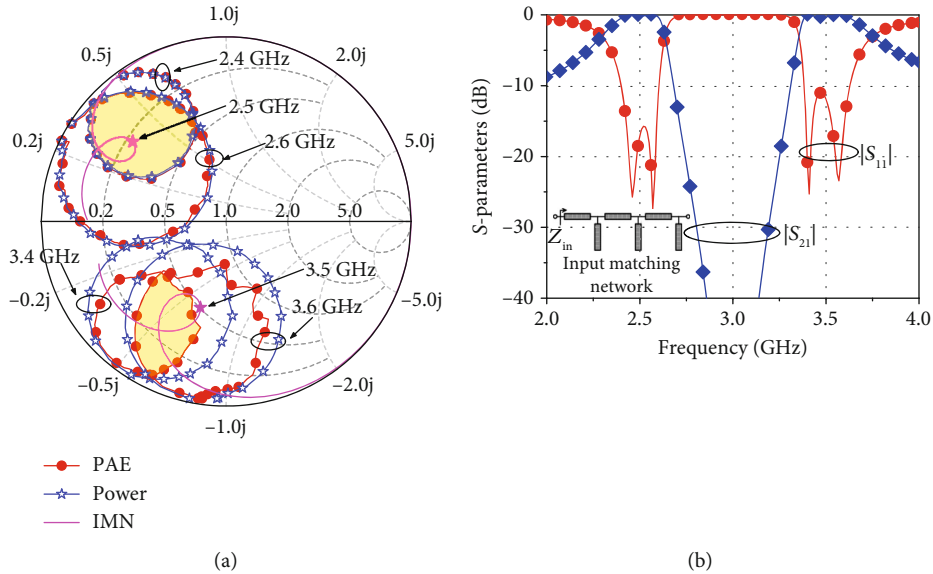 1.0j
0.5j
2.0j
2.4 GHz
2.5 GHz
0.2j
5.0j
2.6 GHz
0.2 0.5 1.0 2.0 5.0
3.4 GHz
3.5 GHz
3.6 GHz
−0.2j
−5.0j
−0.5j
−2.0j
−1.0j
PAE
Power
IMN
(a)
S-parameters (dB)
0
−10
−20
−30
−40
|S11|
|S21|
Zin
Input matching
network
2.0 2.5 3.0 3.5 4.0
Frequency (GHz)
(b)